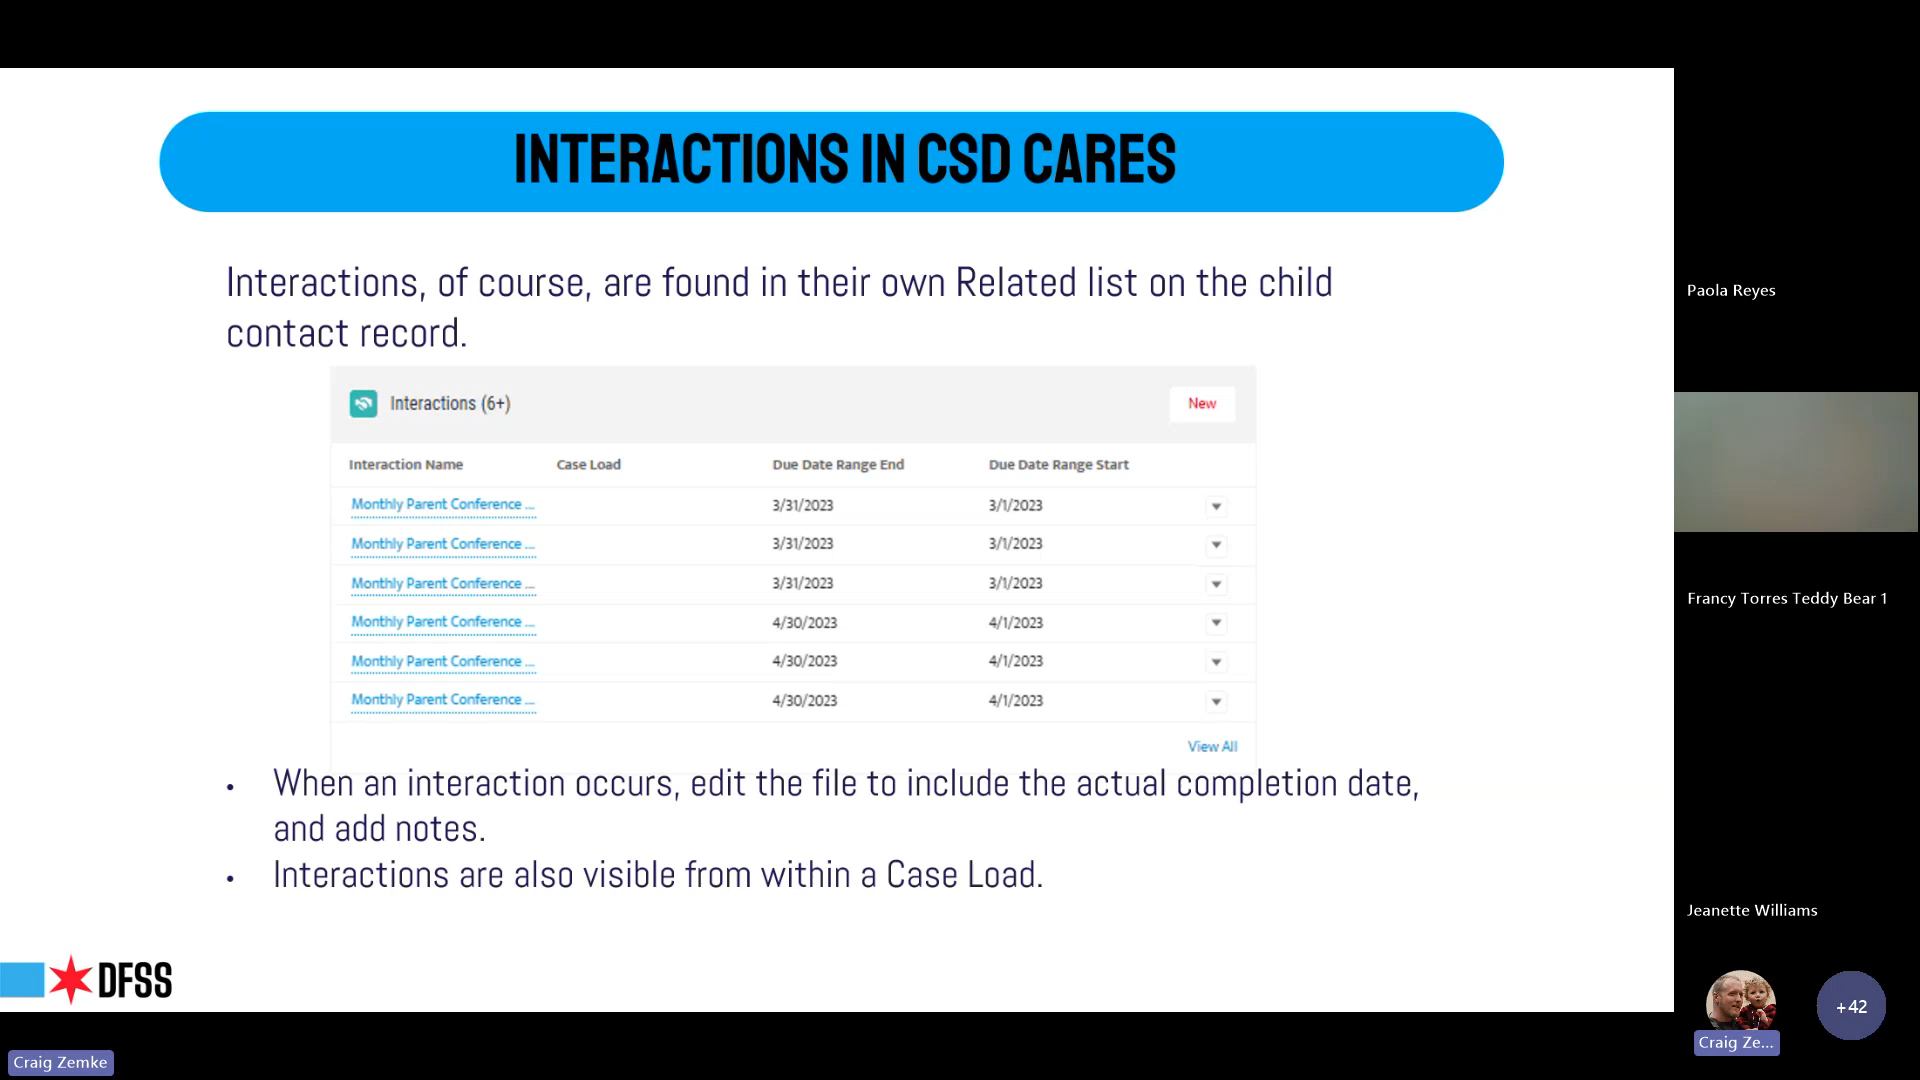 INTERACTIONS IN CSD CARES
Interactions, of course, are found in their own Related list on the child
contact record.
Interactions (6+)
New
Interaction Name Case Load Due Date Range End Due Date Range Start
Monthly Parent Conference ... 3/31/2023 3/1/2023
Monthly Parent Conference ... 3/31/2023 3/1/2023
Monthly Parent Conference ... 3/31/2023 3/1/2023
Monthly Parent Conference ... 4/30/2023 4/1/2023
Monthly Parent Conference ... 4/30/2023 4/1/2023
Monthly Parent Conference ... 4/30/2023 4/1/2023
View All
• When an interaction occurs, edit the file to include the actual completion date,
and add notes.
• Interactions are also visible from within a Case Load.
DFSS
Craig Zemke
Paola Reyes
Francy Torres Teddy Bear 1
Jeanette Williams
Craig Ze...
+42